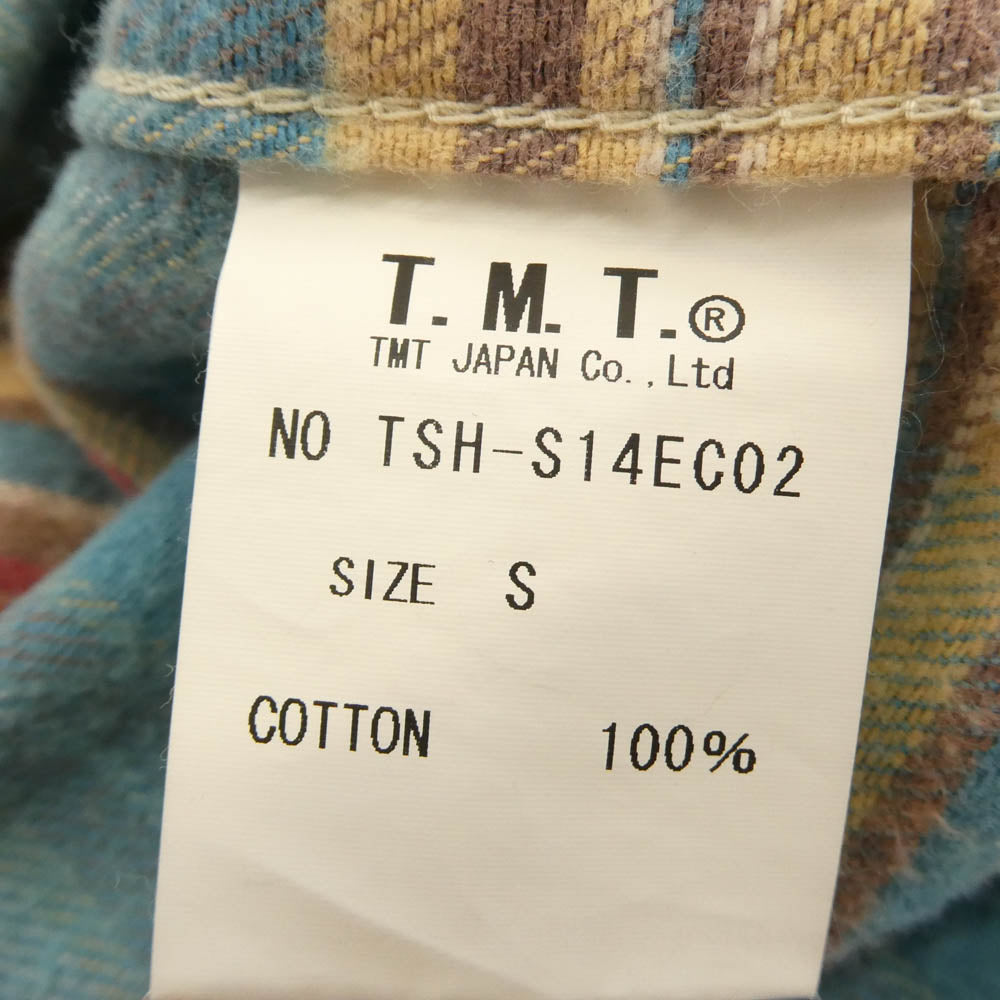 T.M.T.®
TMT JAPAN Co.,Ltd
NO TSH-S14EC02
SIZE S
COTTON 100%